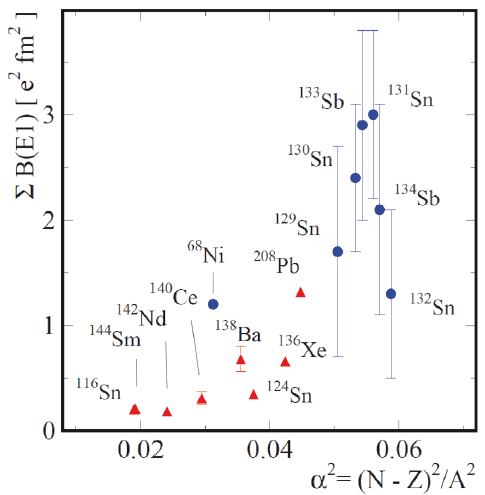 Σ B(E1) [ e² fm² ]
3
2
1
0
¹³³Sb
¹³¹Sn
¹³⁰Sn
¹³⁴Sb
¹²⁹Sn
⁶⁸Ni
²⁰⁸Pb
¹⁴⁰Ce
¹³²Sn
¹⁴²Nd
¹⁴⁴Sm
¹³⁸Ba
¹³⁶Xe
¹¹⁶Sn
¹²⁴Sn
0.02 0.04 0.06
α²= (N - Z)²/A²